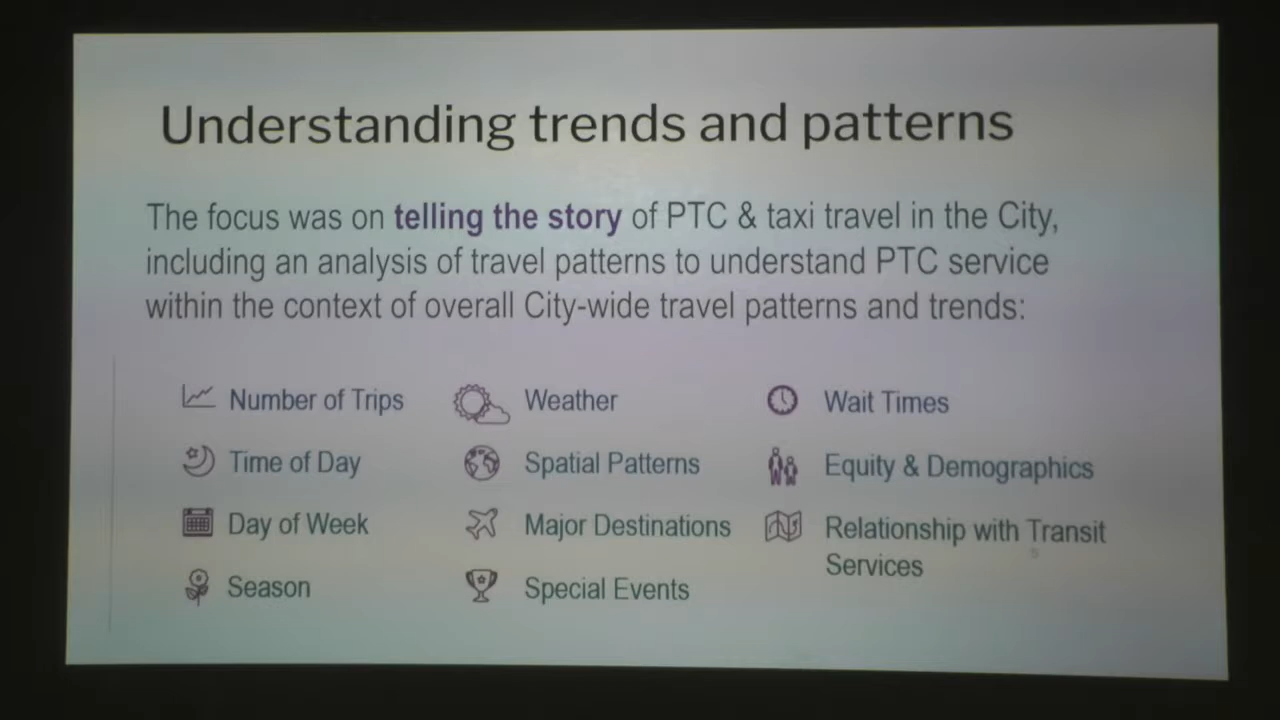 Understanding trends and patterns
The focus was on telling the story of PTC & taxi travel in the City,
including an analysis of travel patterns to understand PTC service
within the context of overall City-wide travel patterns and trends:
Number of Trips
Time of Day
Day of Week
Season
Weather
Spatial Patterns
Major Destinations
Special Events
Wait Times
Equity & Demographics
Relationship with Transit
Services
5